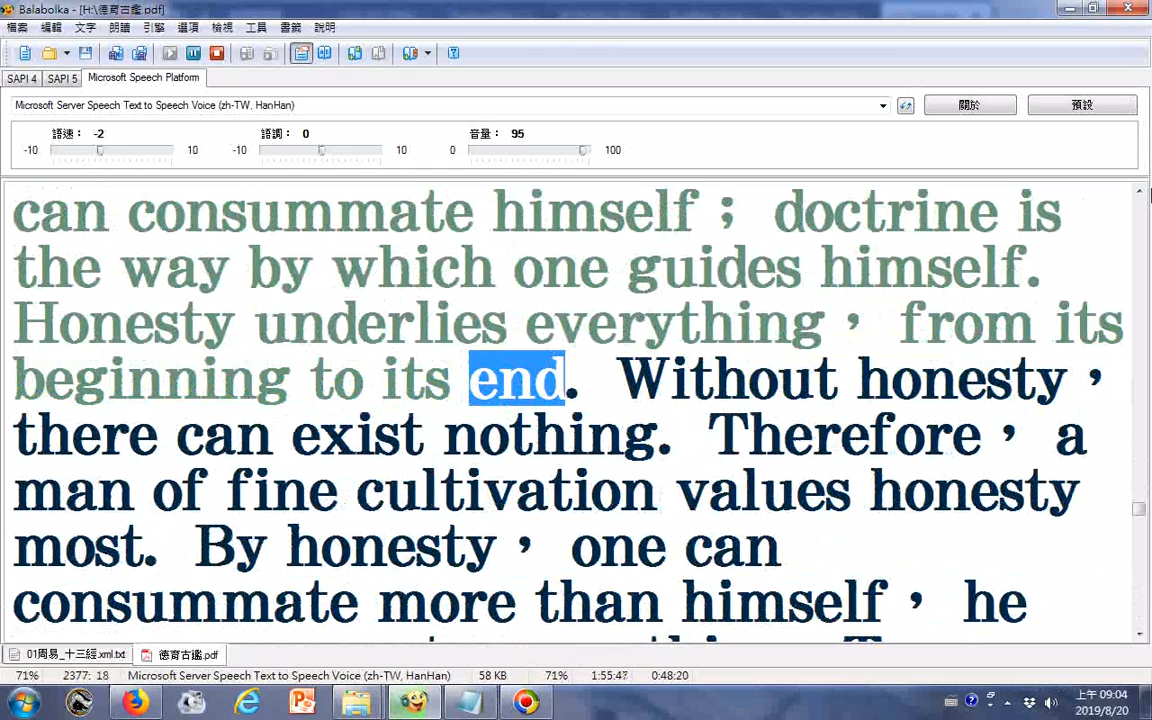 Balabolka - [H:\德育古鑑.pdf]
檔案 編輯 文字 朗讀 引擎 選項 檢視 工具 書籤 說明
SAPI 4 SAPI 5 Microsoft Speech Platform
Microsoft Server Speech Text to Speech Voice (zh-TW, HanHan) 關於 預設
語速： -2 語調： 0 音量： 95
-10 10 -10 10 0 100
can consummate himself； doctrine is
the way by which one guides himself.
Honesty underlies everything， from its
beginning to its end. Without honesty，
there can exist nothing. Therefore， a
man of fine cultivation values honesty
most. By honesty， one can
consummate more than himself， he
01周易_十三經.xml.txt 德育古鑑.pdf
71% 2377: 18 Microsoft Server Speech Text to Speech Voice (zh-TW, HanHan) 58 KB 71% 1:55:47 0:48:20
上午 09:04
2019/8/20